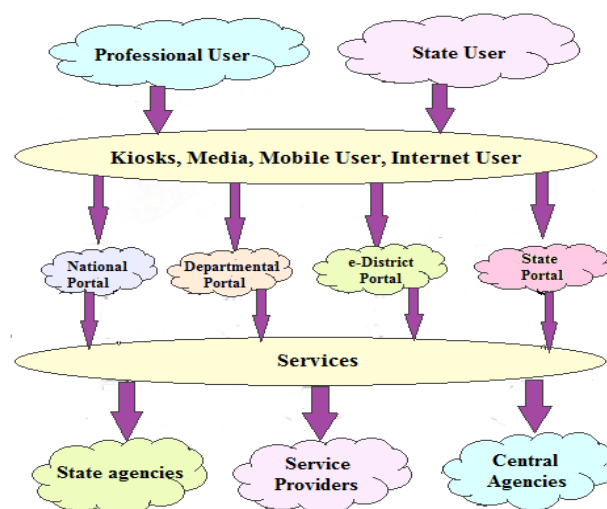 Professional User
State User
Kiosks, Media, Mobile User, Internet User
National
Portal
Departmental
Portal
e-District
Portal
State
Portal
Services
State agencies
Service
Providers
Central
Agencies